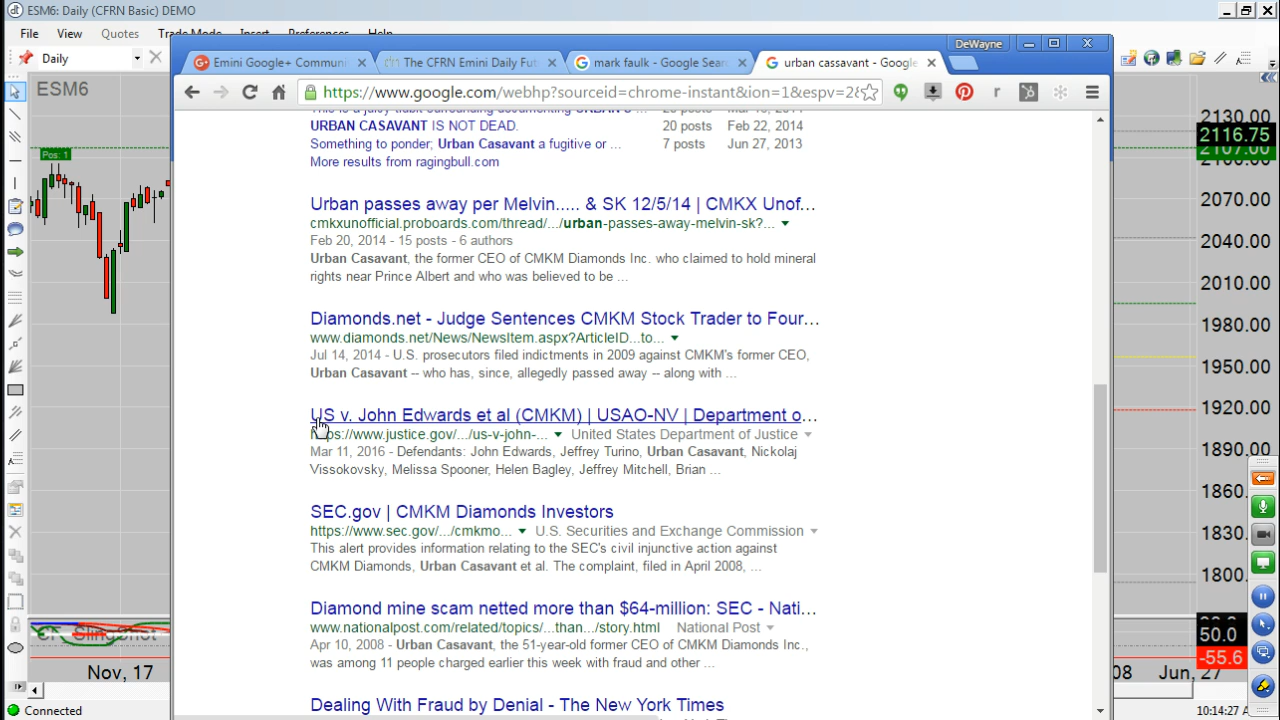 ESM6: Daily (CFRN Basic) DEMO
File View Quotes Trade Mode Insert Preferences Help
DeWayne
Daily
Emini Google+ Communi
The CFRN Emini Daily Fut
mark faulk - Google Sear
urban cassavant - Google
https://www.google.com/webhp?sourceid=chrome-instant&ion=1&espv=2&
ESM6
Pos: 1
URBAN CASAVANT IS NOT DEAD. 20 posts Feb 22, 2014
Something to ponder; Urban Casavant a fugitive or ... 7 posts Jun 27, 2013
More results from ragingbull.com
Urban passes away per Melvin..... & SK 12/5/14 | CMKX Unof...
cmkxunofficial.proboards.com/thread/.../urban-passes-away-melvin-sk?...
Feb 20, 2014 - 15 posts - 6 authors
Urban Casavant, the former CEO of CMKM Diamonds Inc. who claimed to hold mineral
rights near Prince Albert and who was believed to be ...
Diamonds.net - Judge Sentences CMKM Stock Trader to Four...
www.diamonds.net/News/NewsItem.aspx?ArticleID...to...
Jul 14, 2014 - U.S. prosecutors filed indictments in 2009 against CMKM's former CEO,
Urban Casavant -- who has, since, allegedly passed away -- along with ...
US v. John Edwards et al (CMKM) | USAO-NV | Department o...
https://www.justice.gov/.../us-v-john-... United States Department of Justice
Mar 11, 2016 - Defendants: John Edwards, Jeffrey Turino, Urban Casavant, Nickolaj
Vissokovsky, Melissa Spooner, Helen Bagley, Jeffrey Mitchell, Brian ...
SEC.gov | CMKM Diamonds Investors
https://www.sec.gov/.../cmkmo... U.S. Securities and Exchange Commission
This alert provides information relating to the SEC's civil injunctive action against
CMKM Diamonds, Urban Casavant et al. The complaint, filed in April 2008, ...
Diamond mine scam netted more than $64-million: SEC - Nati...
www.nationalpost.com/related/topics/...than.../story.html National Post
Apr 10, 2008 - Urban Casavant, the 51-year-old former CEO of CMKM Diamonds Inc.,
was among 11 people charged earlier this week with fraud and other ...
Dealing With Fraud by Denial - The New York Times
2130.00
2116.75
2107.00
2070.00
2040.00
2010.00
1980.00
1950.00
1920.00
1890.00
1860.
1830.
1800.
50.0
-55.6
SlingShot
Nov, 17
08 Jun, 27
Connected
10:14:27